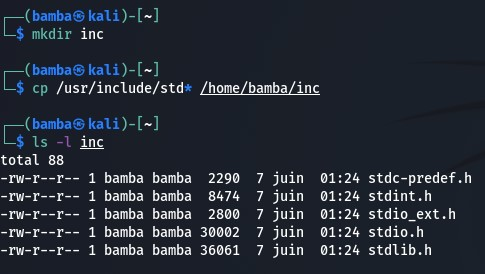 ┌──(bamba㉿kali)-[~]
└─$ mkdir inc
┌──(bamba㉿kali)-[~]
└─$ cp /usr/include/std* /home/bamba/inc
┌──(bamba㉿kali)-[~]
└─$ ls -l inc
total 88
-rw-r--r-- 1 bamba bamba  2290  7 juin  01:24 stdc-predef.h
-rw-r--r-- 1 bamba bamba  8474  7 juin  01:24 stdint.h
-rw-r--r-- 1 bamba bamba  2800  7 juin  01:24 stdio_ext.h
-rw-r--r-- 1 bamba bamba 30002  7 juin  01:24 stdio.h
-rw-r--r-- 1 bamba bamba 36061  7 juin  01:24 stdlib.h